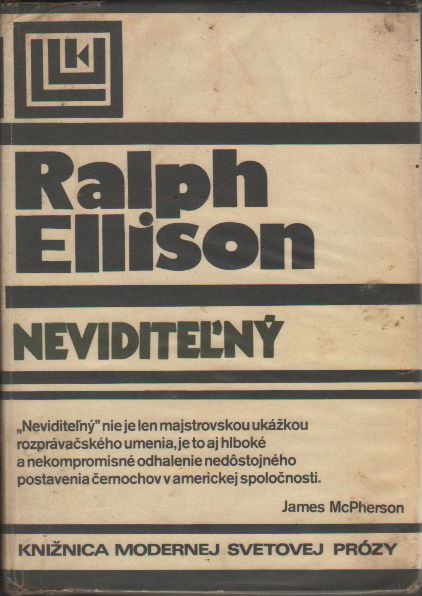 Ralph
Ellison
NEVIDITEĽNÝ
„Neviditeľný" nie je len majstrovskou ukážkou
rozprávačského umenia, je to aj hlboké
a nekompromisné odhalenie nedôstojného
postavenia černochov v americkej spoločnosti.
James McPherson
KNIŽNICA MODERNEJ SVETOVEJ PRÓZY